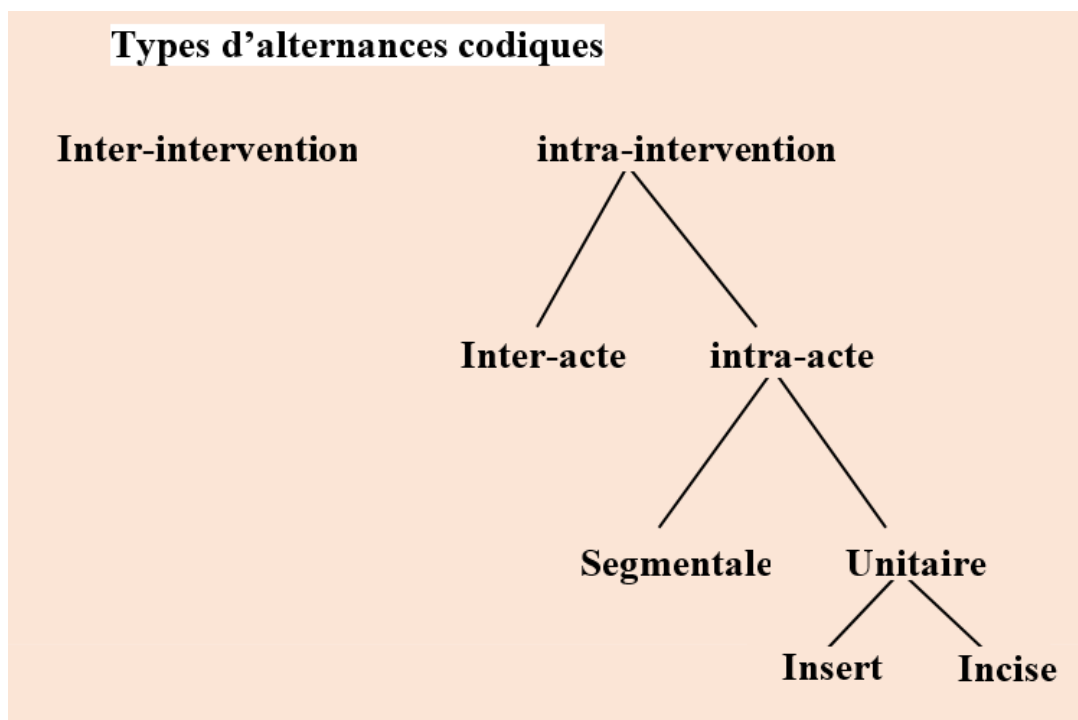 Types d’alternances codiques
Inter-intervention intra-intervention
Inter-acte intra-acte
Segmentale Unitaire
Insert Incise